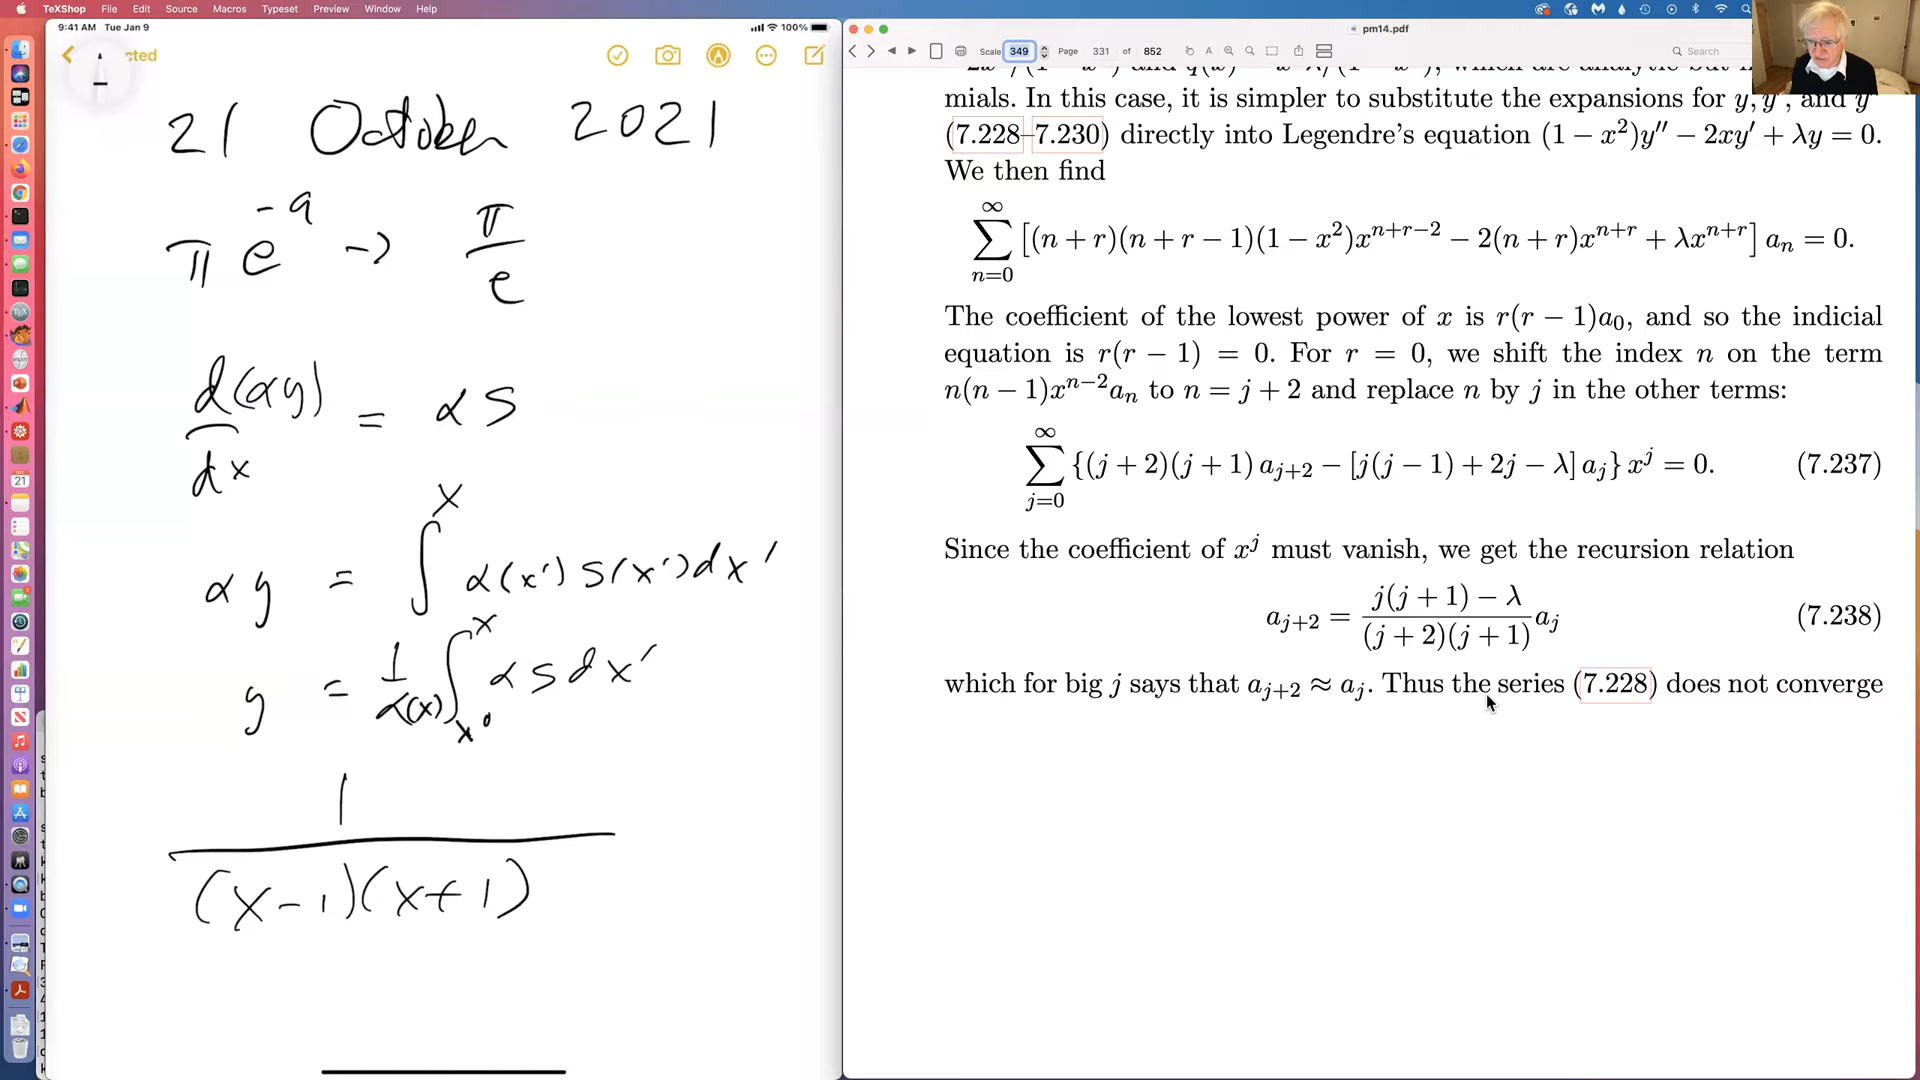 TeXShop File Edit Source Macros Typeset Preview Window Help
9:41 AM Tue Jan 9
100%
cted
21 October 2021
π e^{-a} → π/e
d(αy)/dx = α s
α y = ∫^x α(x') s(x') dx'
y = 1/α(x) ∫_{x^0}^x α s d x'
1/((x-1)(x+1))
pm14.pdf
Scale 349 Page 331 of 852 Search
mials. In this case, it is simpler to substitute the expansions for y, y', and y
(7.228–7.230) directly into Legendre's equation (1 − x²)y'' − 2xy' + λy = 0.
We then find
∑_{n=0}^∞ [(n + r)(n + r − 1)(1 − x²)x^{n+r−2} − 2(n + r)x^{n+r} + λx^{n+r}] a_n = 0.
The coefficient of the lowest power of x is r(r − 1)a₀, and so the indicial
equation is r(r − 1) = 0. For r = 0, we shift the index n on the term
n(n − 1)x^{n−2}a_n to n = j + 2 and replace n by j in the other terms:
∑_{j=0}^∞ {(j + 2)(j + 1) a_{j+2} − [j(j − 1) + 2j − λ] a_j} x^j = 0. (7.237)
Since the coefficient of x^j must vanish, we get the recursion relation
a_{j+2} = (j(j + 1) − λ)/((j + 2)(j + 1)) a_j (7.238)
which for big j says that a_{j+2} ≈ a_j. Thus the series (7.228) does not converge